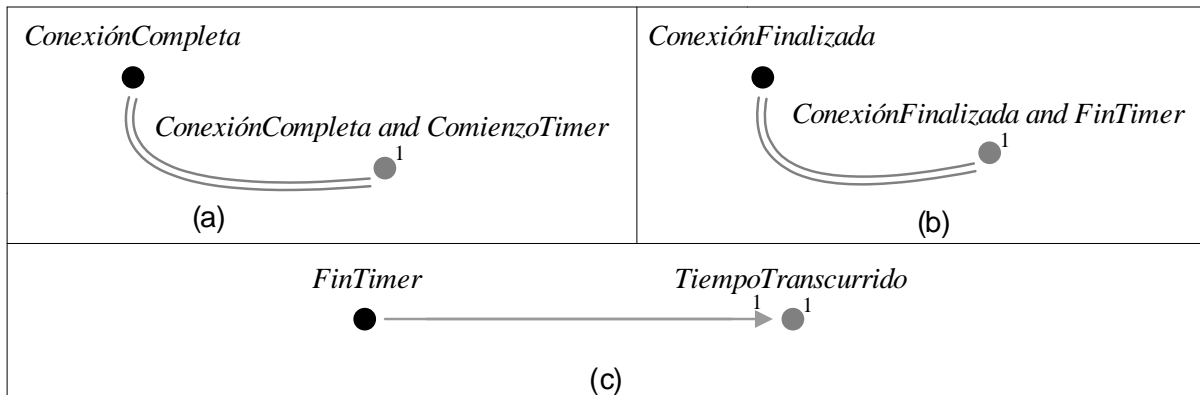 ConexiónCompleta
ConexiónCompleta and ComienzoTimer
1
(a)
ConexiónFinalizada
ConexiónFinalizada and FinTimer
1
(b)
FinTimer
TiempoTranscurrido
1
1
(c)